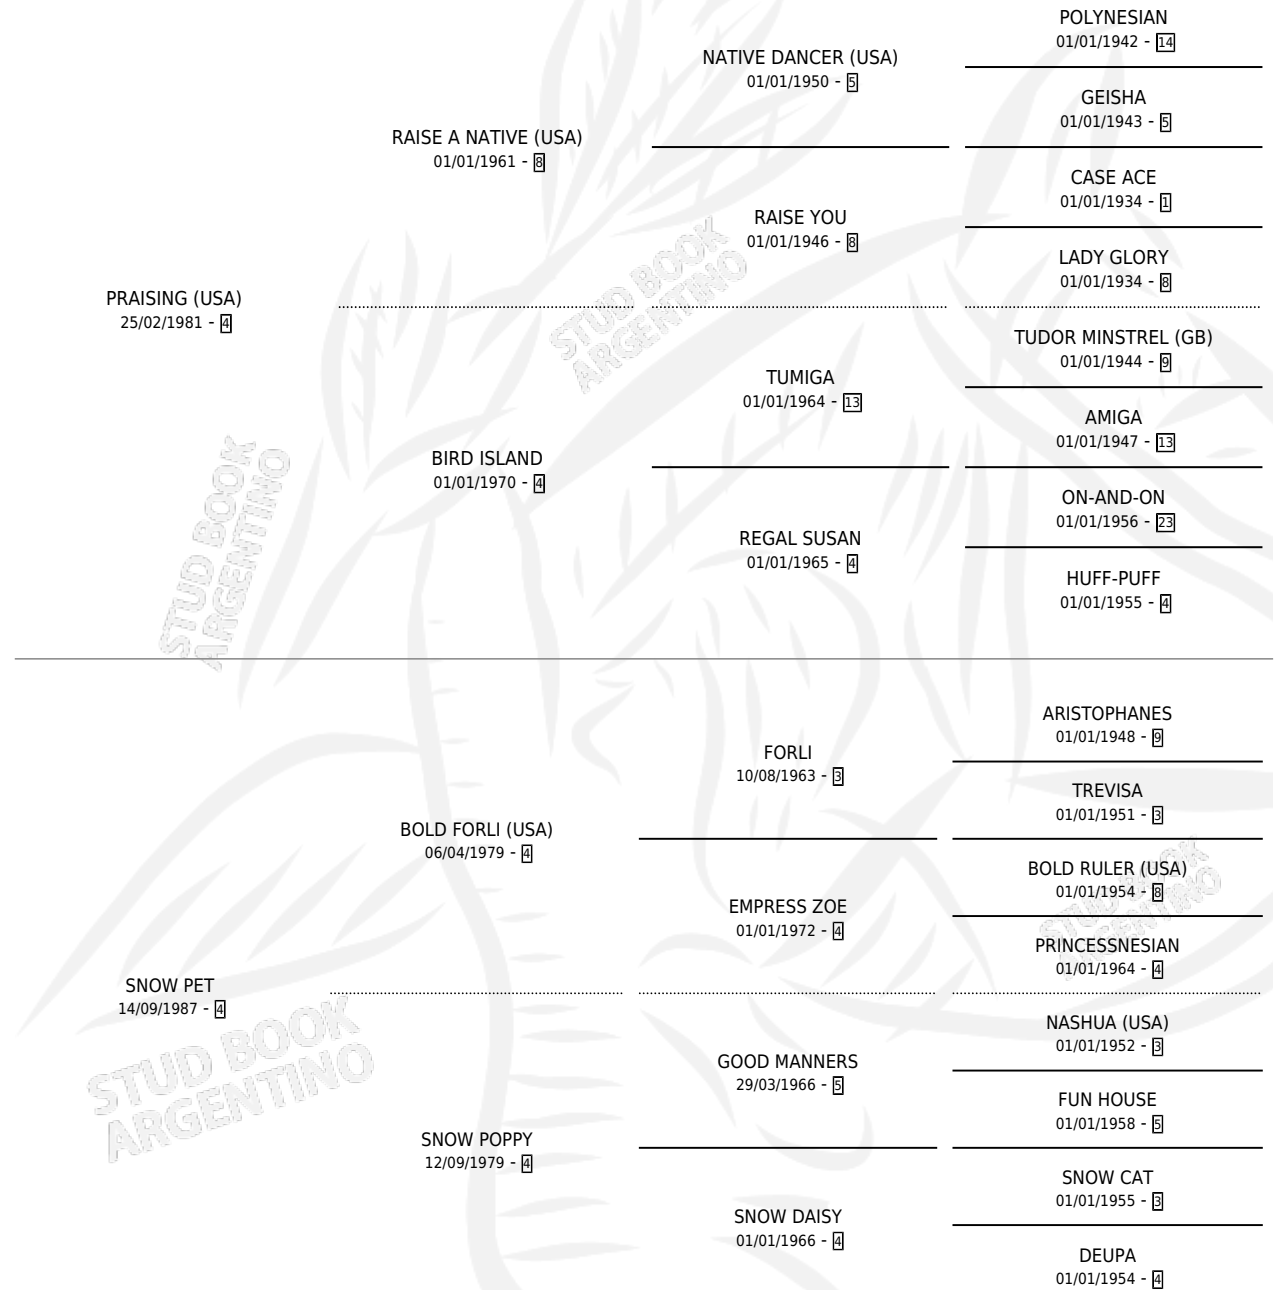 POLYNESIAN
01/01/1942 - 14
NATIVE DANCER (USA)
01/01/1950 - 5
GEISHA
01/01/1943 - 5
RAISE A NATIVE (USA)
01/01/1961 - 8
CASE ACE
01/01/1934 - 1
RAISE YOU
01/01/1946 - 8
LADY GLORY
01/01/1934 - 8
PRAISING (USA)
25/02/1981 - 4
TUDOR MINSTREL (GB)
01/01/1944 - 9
TUMIGA
01/01/1964 - 13
AMIGA
01/01/1947 - 13
BIRD ISLAND
01/01/1970 - 4
ON-AND-ON
01/01/1956 - 23
REGAL SUSAN
01/01/1965 - 4
HUFF-PUFF
01/01/1955 - 4
ARISTOPHANES
01/01/1948 - 9
FORLI
10/08/1963 - 3
TREVISA
01/01/1951 - 3
BOLD FORLI (USA)
06/04/1979 - 4
BOLD RULER (USA)
01/01/1954 - 8
EMPRESS ZOE
01/01/1972 - 4
PRINCESSNESIAN
01/01/1964 - 4
SNOW PET
14/09/1987 - 4
NASHUA (USA)
01/01/1952 - 3
GOOD MANNERS
29/03/1966 - 5
FUN HOUSE
01/01/1958 - 5
SNOW POPPY
12/09/1979 - 4
SNOW CAT
01/01/1955 - 3
SNOW DAISY
01/01/1966 - 4
DEUPA
01/01/1954 - 4
STUD BOOK
ARGENTINO
STUD BOOK
ARGENTINO
STUD BOOK
ARGENTINO
STUD BOOK
ARGENTINO